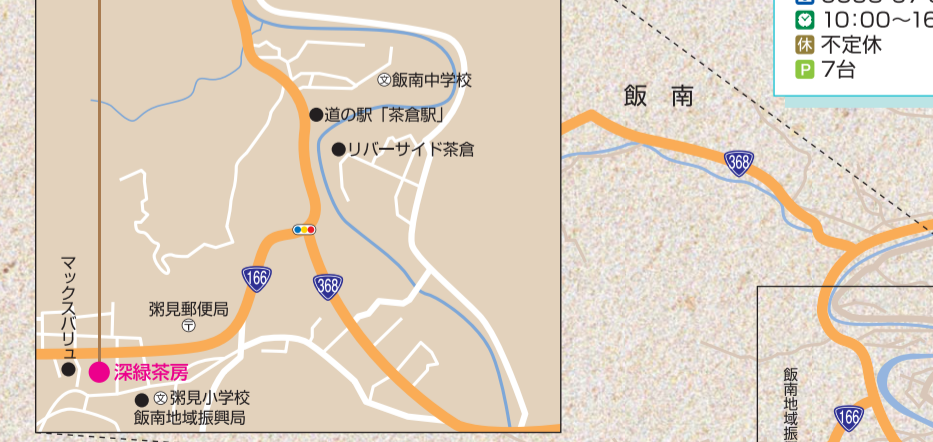 10:00～16
休 不定休
P 7台
飯 南
文飯南中学校
道の駅「茶倉駅」
リバーサイド茶倉
368
166
368
マックスバリュ
粥見郵便局
〒
深緑茶房
文粥見小学校
飯南地域振興局
飯南地域振
166